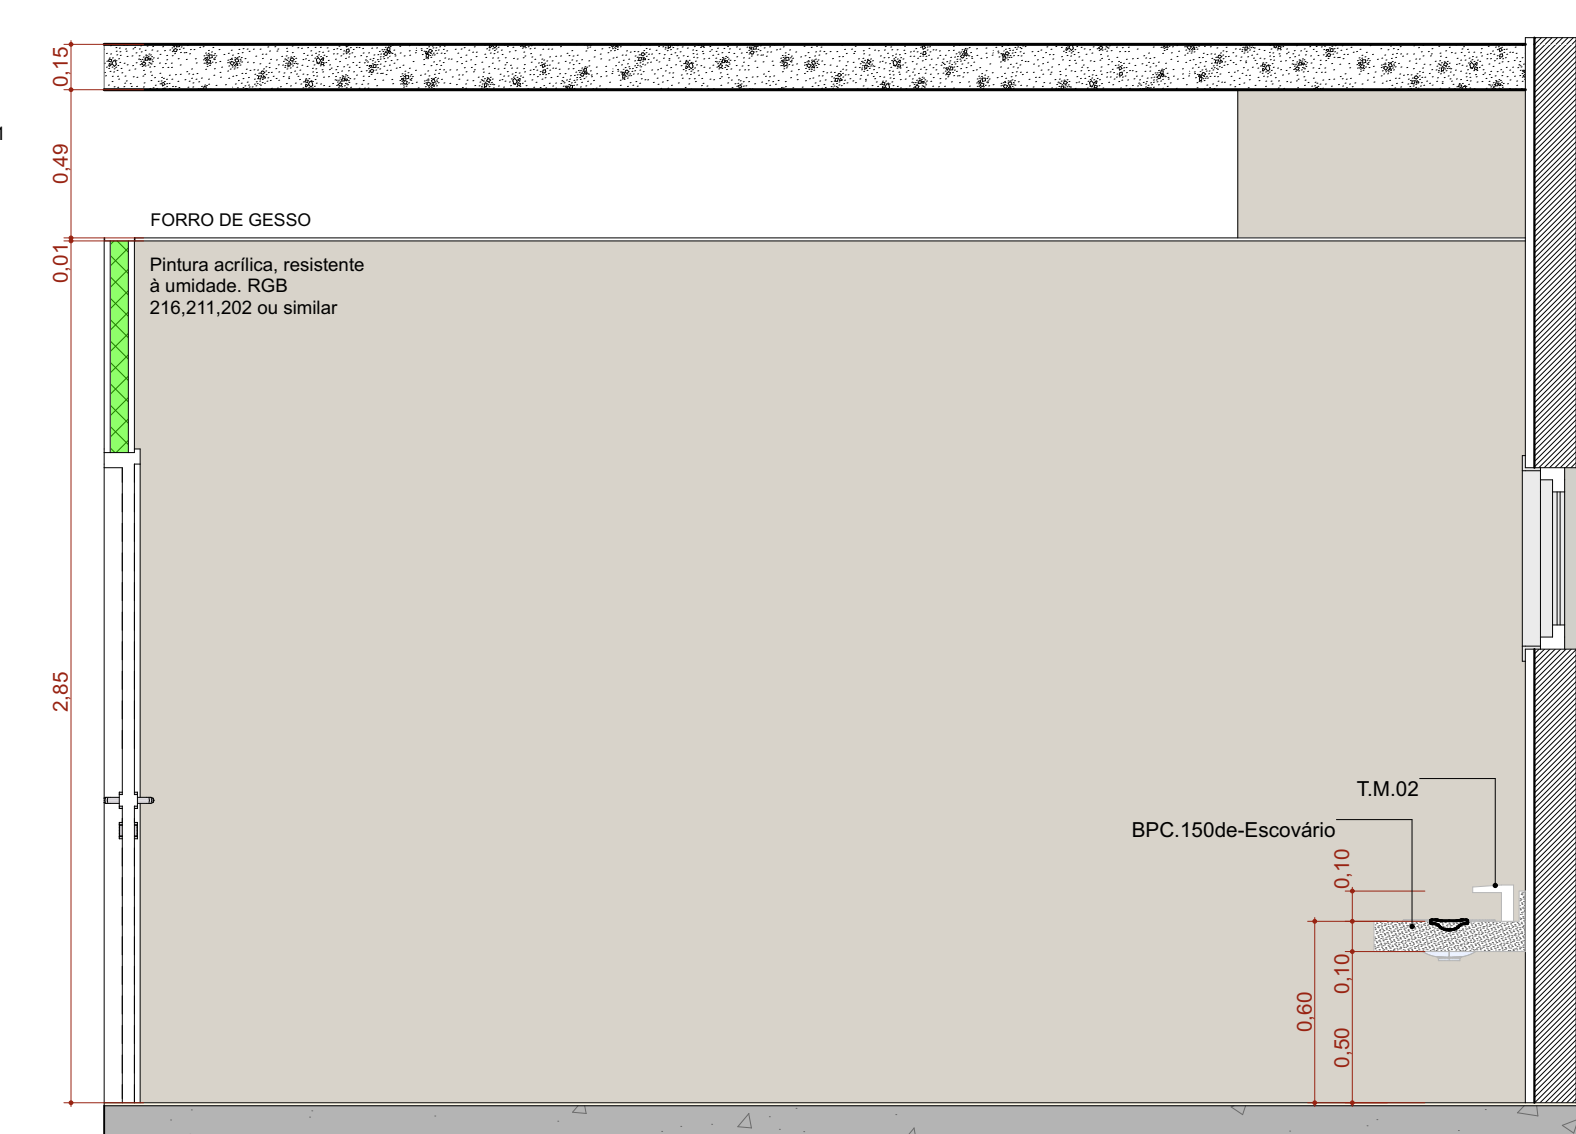 0,15
0,49
FORRO DE GESSO
0,01
Pintura acrílica, resistente
à umidade. RGB
216,211,202 ou similar
2,85
T.M.02
BPC.150de-Escovário
0,10
0,10
0,60
0,50